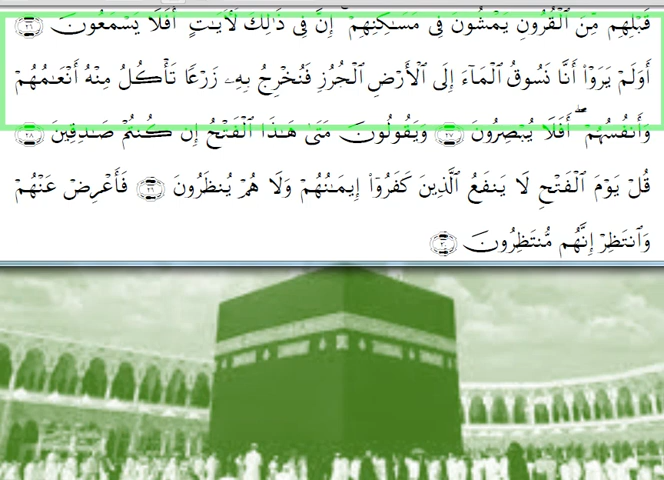 قَبْلِهِم مِّنَ ٱلْقُرُونِ يَمْشُونَ فِى مَسَـٰكِنِهِمْ ۚ إِنَّ فِى ذَٰلِكَ لَـَٔايَـٰتٍ ۖ أَفَلَا يَسْمَعُونَ ٢٦
أَوَلَمْ يَرَوْا۟ أَنَّا نَسُوقُ ٱلْمَآءَ إِلَى ٱلْأَرْضِ ٱلْجُرُزِ فَنُخْرِجُ بِهِۦ زَرْعًا تَأْكُلُ مِنْهُ أَنْعَـٰمُهُمْ
وَأَنفُسُهُمْ ۖ أَفَلَا يُبْصِرُونَ ٢٧ وَيَقُولُونَ مَتَىٰ هَـٰذَا ٱلْفَتْحُ إِن كُنتُمْ صَـٰدِقِينَ ٢٨
قُلْ يَوْمَ ٱلْفَتْحِ لَا يَنفَعُ ٱلَّذِينَ كَفَرُوٓا۟ إِيمَـٰنُهُمْ وَلَا هُمْ يُنظَرُونَ ٢٩ فَأَعْرِضْ عَنْهُمْ
وَٱنتَظِرْ إِنَّهُم مُّنتَظِرُونَ ٣٠